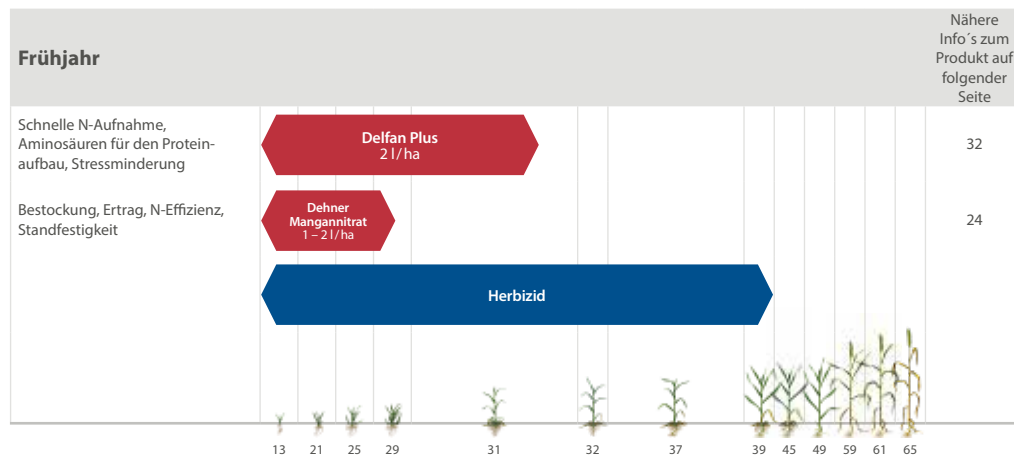 Frühjahr
Nähere
Info´s zum
Produkt auf
folgender
Seite
Schnelle N-Aufnahme,
Aminosäuren für den Protein-
aufbau, Stressminderung
Delfan Plus
2 l/ha
32
Bestockung, Ertrag, N-Effizienz,
Standfestigkeit
Dehner
Mangannitrat
1 – 2 l/ha
24
Herbizid
13 21 25 29 31 32 37 39 45 49 59 61 65